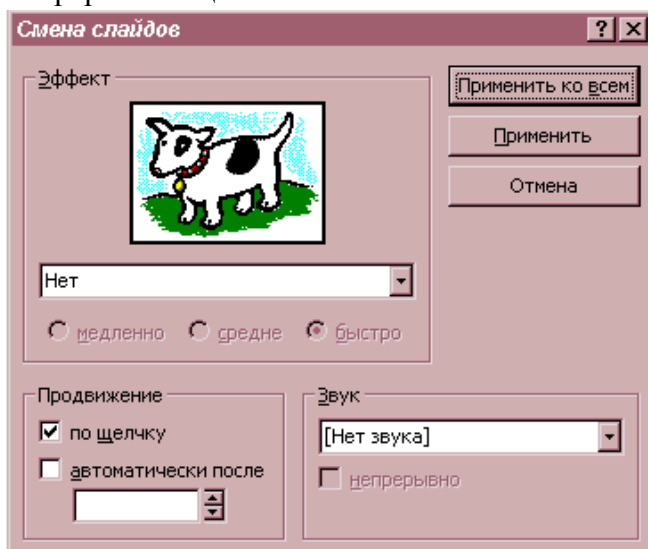 Смена слайдов
Эффект
Применить ко всем
Применить
Отмена
Нет
медленно средне быстро
Продвижение
по щелчку
автоматически после
Звук
[Нет звука]
непрерывно